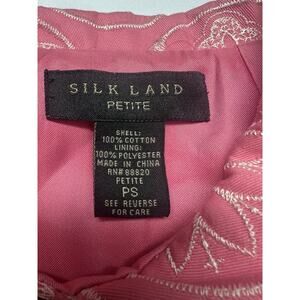 SILK LAND
PETITE
SHELL:
100% COTTON
LINING:
100% POLYESTER
MADE IN CHINA
RN# 88820
PETITE
PS
SEE REVERSE
FOR CARE